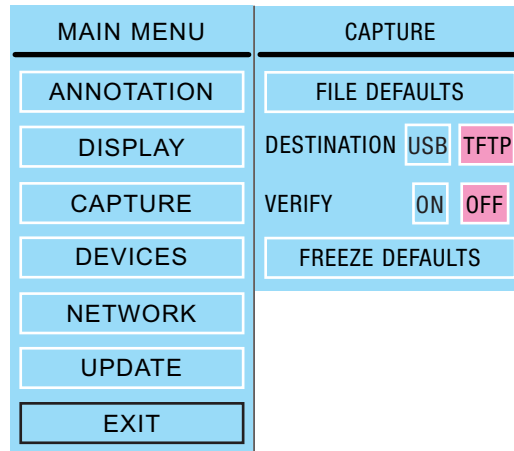 MAIN MENU
ANNOTATION
DISPLAY
CAPTURE
DEVICES
NETWORK
UPDATE
EXIT
CAPTURE
FILE DEFAULTS
DESTINATION USB TFTP
VERIFY ON OFF
FREEZE DEFAULTS